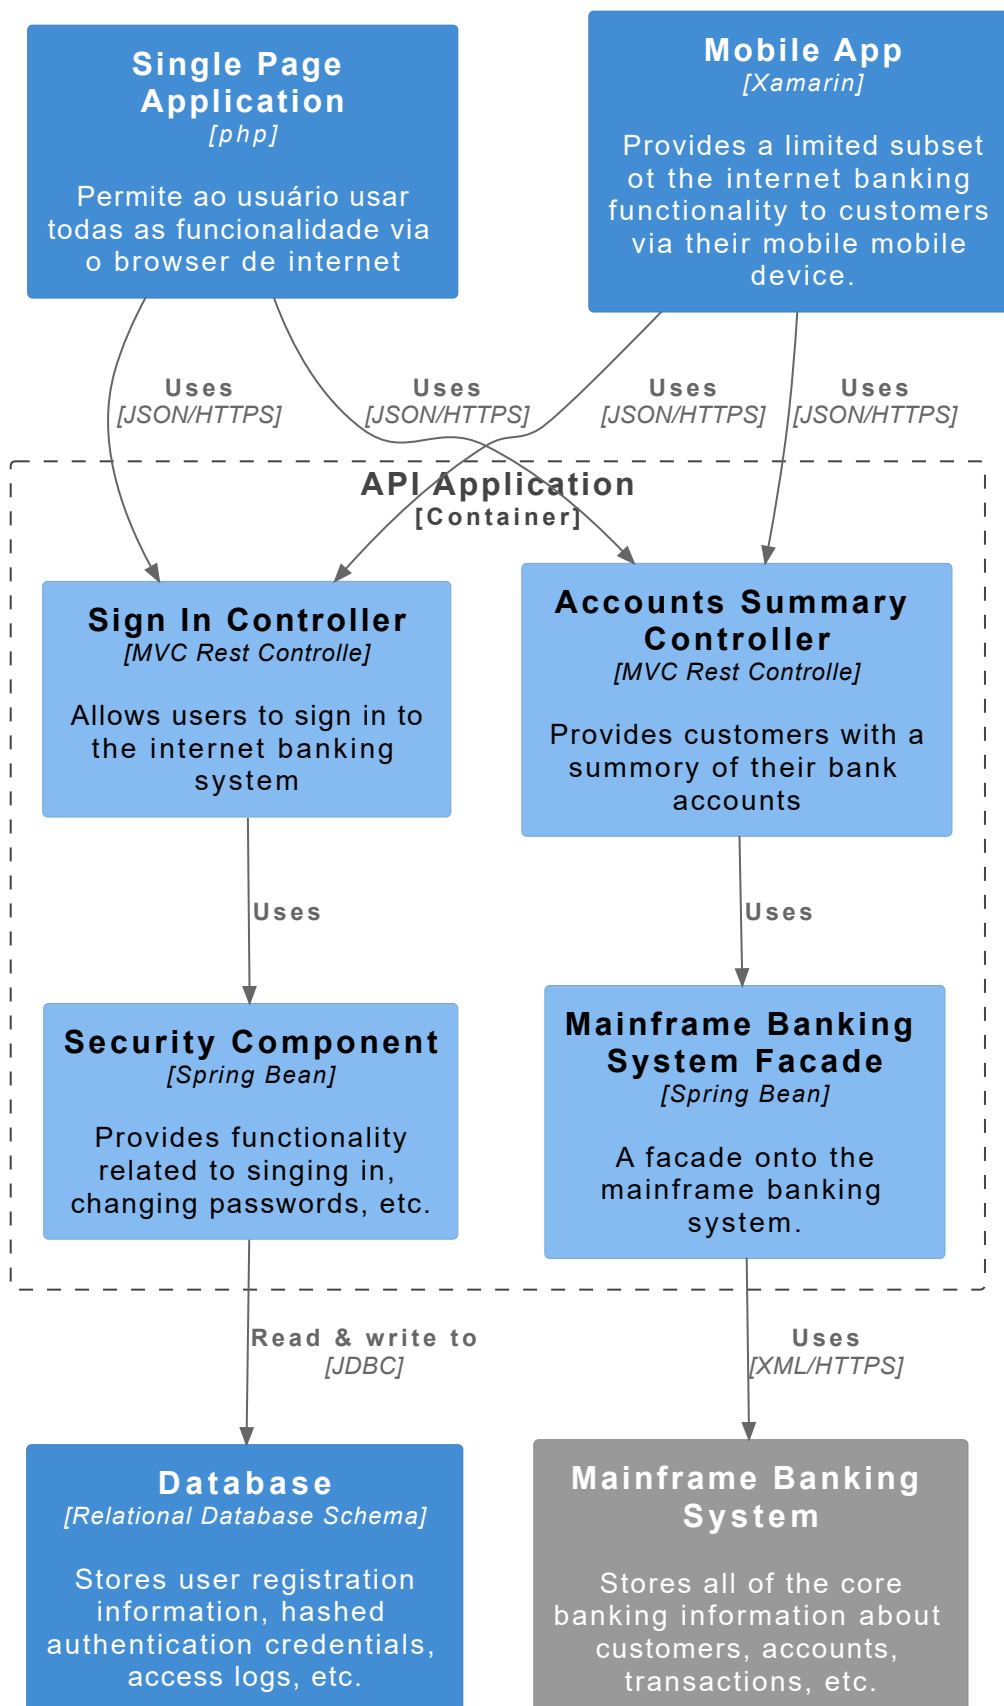 Single Page
Application
[php]
Permite ao usuário usar
todas as funcionalidade via
o browser de internet
Mobile App
[Xamarin]
Provides a limited subset
ot the internet banking
functionality to customers
via their mobile mobile
device.
Uses
[JSON/HTTPS]
Uses
[JSON/HTTPS]
Uses
[JSON/HTTPS]
Uses
[JSON/HTTPS]
API Application
[Container]
Sign In Controller
[MVC Rest Controlle]
Allows users to sign in to
the internet banking
system
Accounts Summary
Controller
[MVC Rest Controlle]
Provides customers with a
summory of their bank
accounts
Uses
Uses
Security Component
[Spring Bean]
Provides functionality
related to singing in,
changing passwords, etc.
Mainframe Banking
System Facade
[Spring Bean]
A facade onto the
mainframe banking
system.
Read & write to
[JDBC]
Uses
[XML/HTTPS]
Database
[Relational Database Schema]
Stores user registration
information, hashed
authentication credentials,
access logs, etc.
Mainframe Banking
System
Stores all of the core
banking information about
customers, accounts,
transactions, etc.